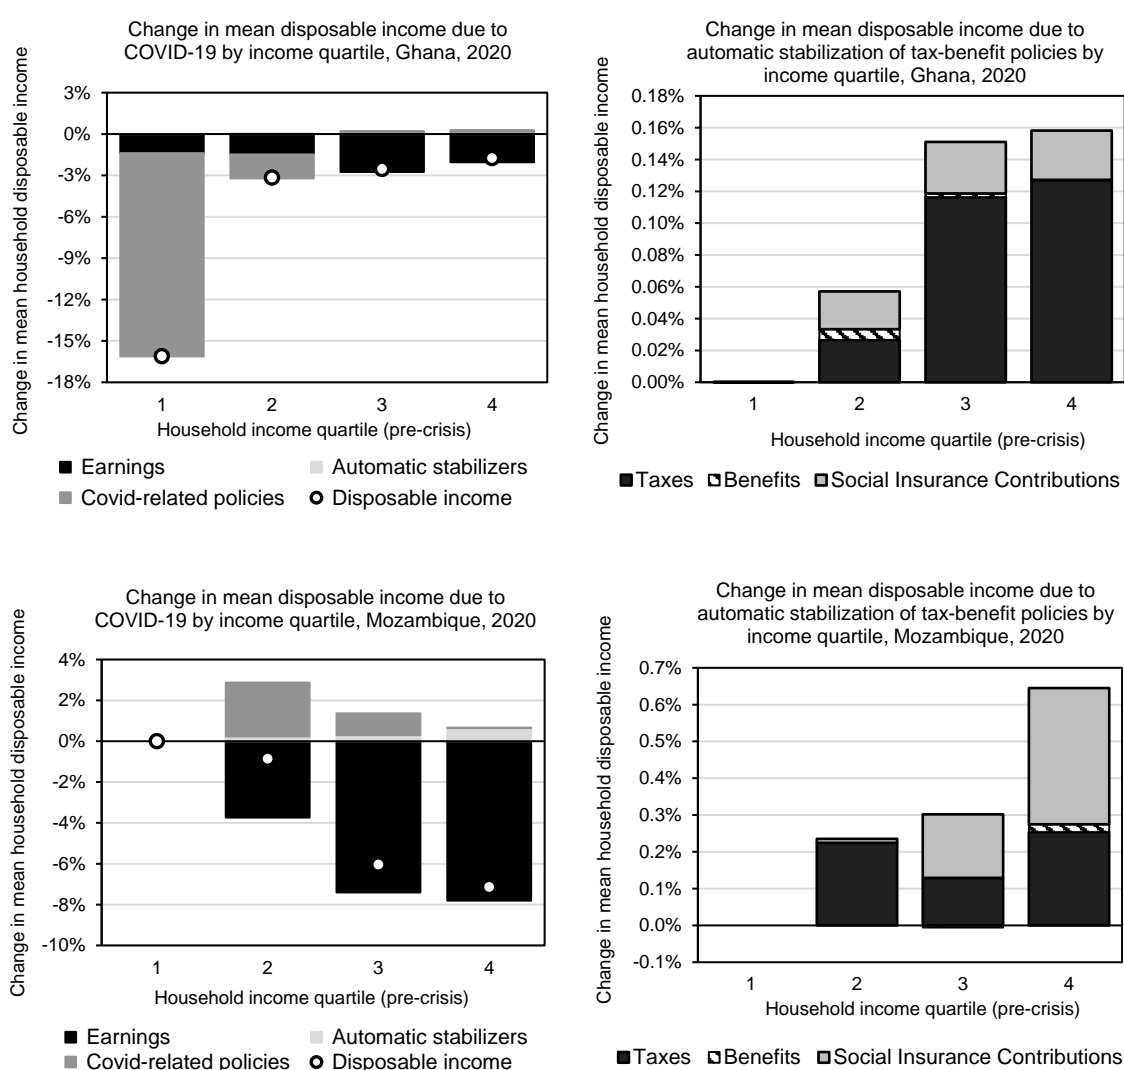 Change in mean disposable income due to
COVID-19 by income quartile, Ghana, 2020
Change in mean household disposable income
3%
0%
-3%
-6%
-9%
-12%
-15%
-18%
1 2 3 4
Household income quartile (pre-crisis)
Earnings Automatic stabilizers
Covid-related policies Disposable income
Change in mean disposable income due to
automatic stabilization of tax-benefit policies by
income quartile, Ghana, 2020
Change in mean household disposable income
0.18%
0.16%
0.14%
0.12%
0.10%
0.08%
0.06%
0.04%
0.02%
0.00%
1 2 3 4
Household income quartile (pre-crisis)
Taxes Benefits Social Insurance Contributions
Change in mean disposable income due to
COVID-19 by income quartile, Mozambique, 2020
Change in mean household disposable income
4%
2%
0%
-2%
-4%
-6%
-8%
-10%
1 2 3 4
Household income quartile (pre-crisis)
Earnings Automatic stabilizers
Covid-related policies Disposable income
Change in mean disposable income due to
automatic stabilization of tax-benefit policies by
income quartile, Mozambique, 2020
Change in mean household disposable income
0.7%
0.6%
0.5%
0.4%
0.3%
0.2%
0.1%
0.0%
-0.1%
1 2 3 4
Household income quartile (pre-crisis)
Taxes Benefits Social Insurance Contributions